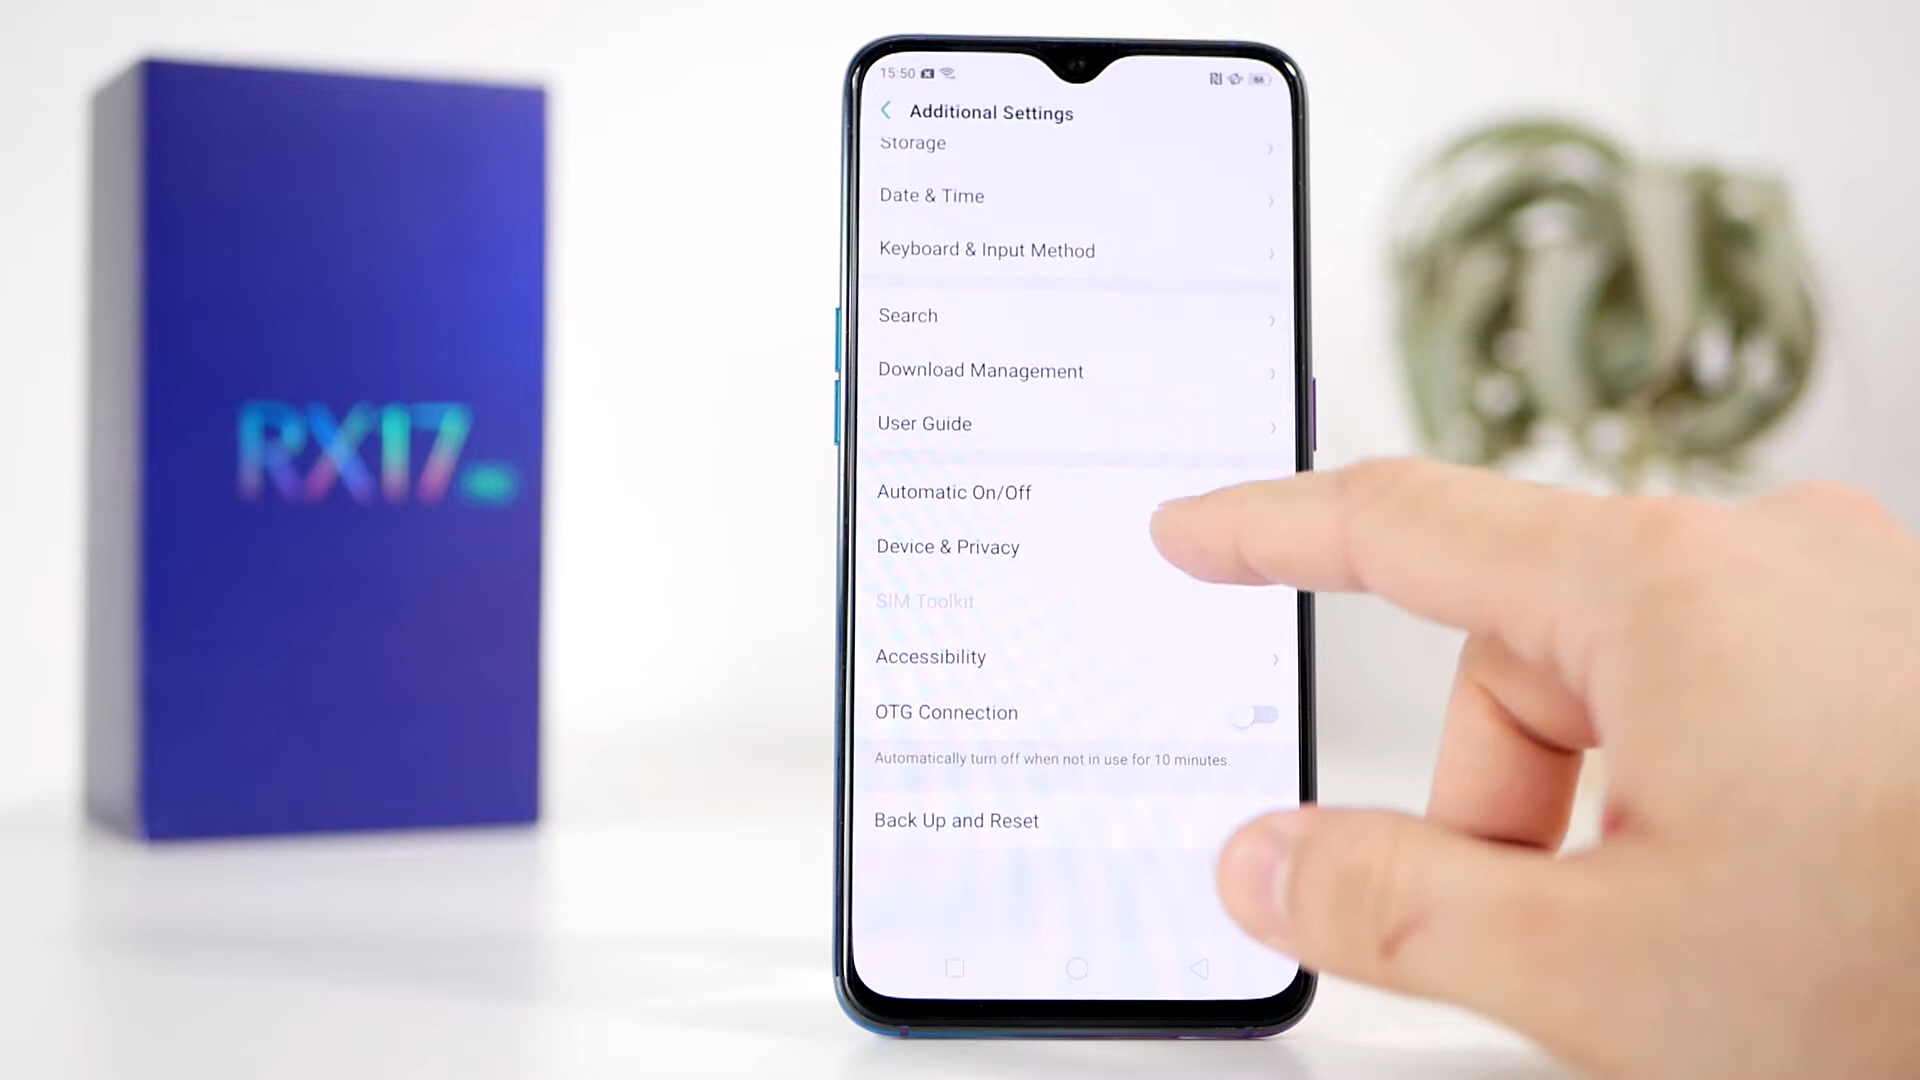 RX17
15:50
68
Additional Settings
Storage
Date & Time
Keyboard & Input Method
Search
Download Management
User Guide
Automatic On/Off
Device & Privacy
SIM Toolkit
Accessibility
OTG Connection
Automatically turn off when not in use for 10 minutes.
Back Up and Reset